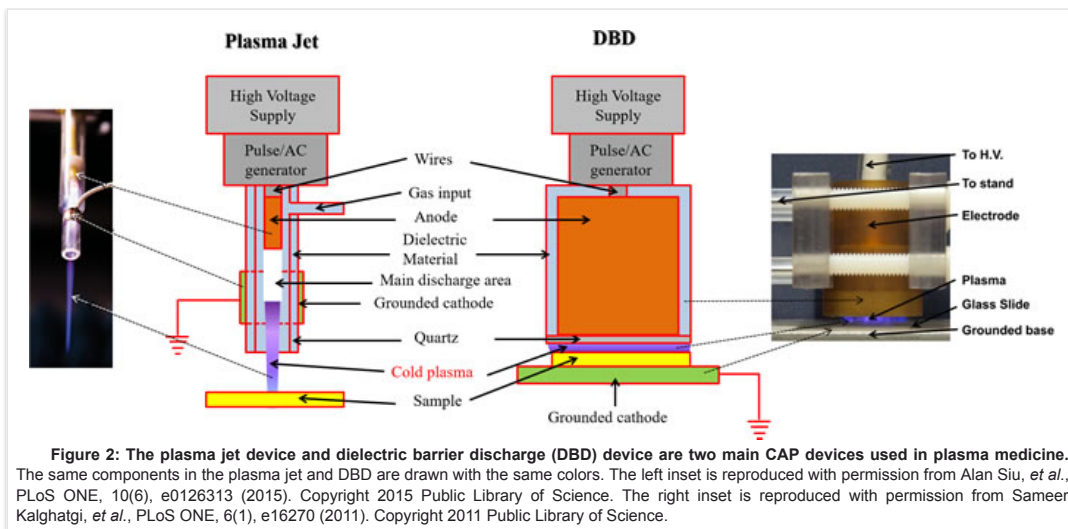 Plasma Jet
DBD
High Voltage
Supply
Pulse/AC
generator
High Voltage
Supply
Pulse/AC
generator
Wires
Gas input
Anode
Dielectric
Material
Main discharge area
Grounded cathode
Quartz
Cold plasma
Sample
Grounded cathode
To H.V.
To stand
Electrode
Plasma
Glass Slide
Grounded base
Figure 2: The plasma jet device and dielectric barrier discharge (DBD) device are two main CAP devices used in plasma medicine.
The same components in the plasma jet and DBD are drawn with the same colors. The left inset is reproduced with permission from Alan Siu, et al.,
PLoS ONE, 10(6), e0126313 (2015). Copyright 2015 Public Library of Science. The right inset is reproduced with permission from Sameer
Kalghatgi, et al., PLoS ONE, 6(1), e16270 (2011). Copyright 2011 Public Library of Science.